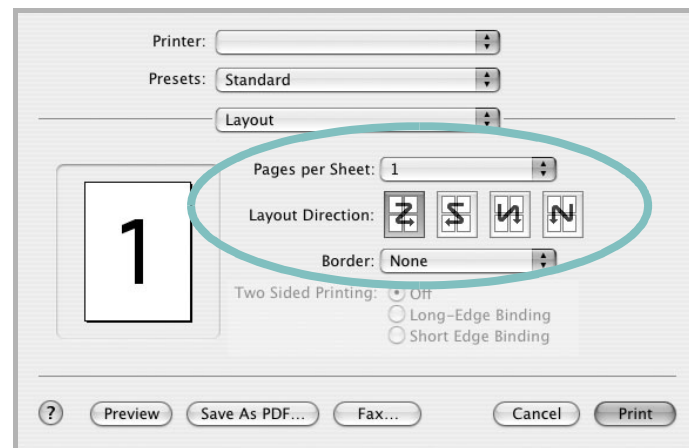 Printer:
Presets: Standard
Layout
Pages per Sheet: 1
Layout Direction:
Border: None
Two Sided Printing: Off
Long-Edge Binding
Short Edge Binding
1
? Preview Save As PDF... Fax... Cancel Print